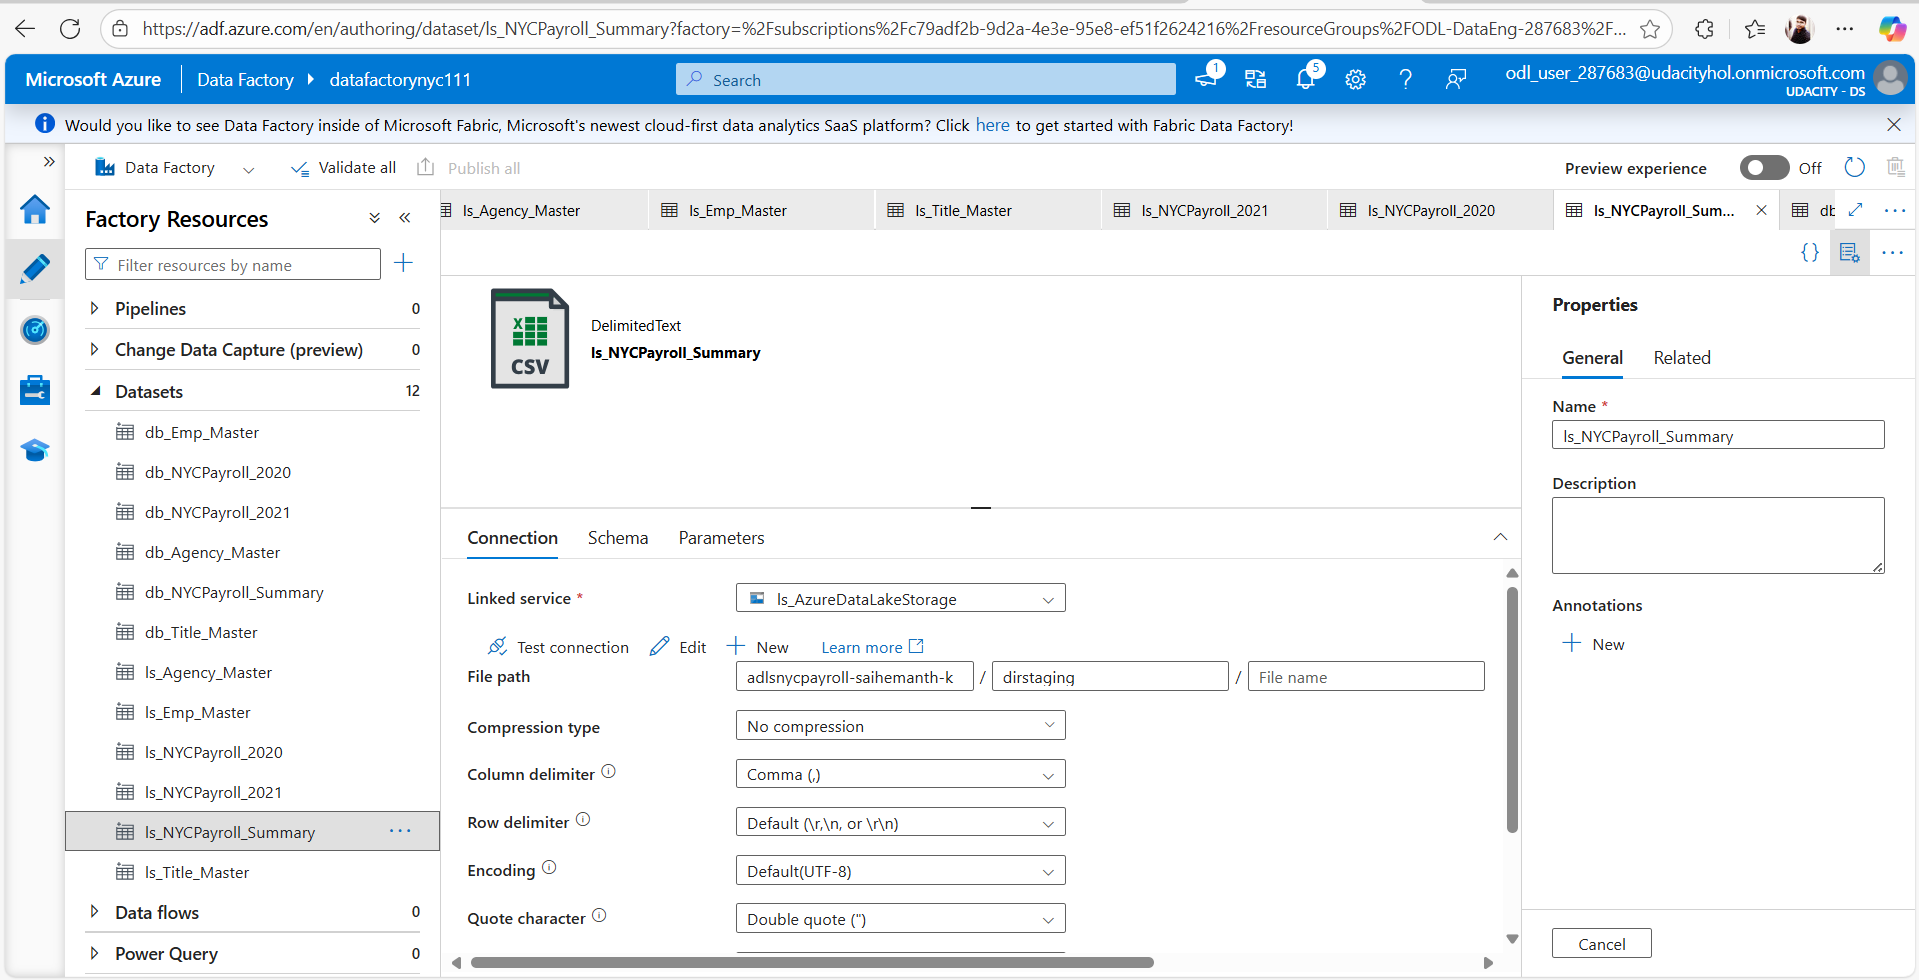 https://adf.azure.com/en/authoring/dataset/ls_NYCPayroll_Summary?factory=%2Fsubscriptions%2Fc79adf2b-9d2a-4e3e-95e8-ef51f2624216%2FresourceGroups%2FODL-DataEng-287683%2F...
Microsoft Azure
Data Factory
datafactorynyc111
Search
1
5
odl_user_287683@udacityhol.onmicrosoft.com
UDACITY - DS
Would you like to see Data Factory inside of Microsoft Fabric, Microsoft's newest cloud-first data analytics SaaS platform? Click here to get started with Fabric Data Factory!
Data Factory
Validate all
Publish all
Preview experience
Off
Factory Resources
Filter resources by name
Pipelines 0
Change Data Capture (preview) 0
Datasets 12
db_Emp_Master
db_NYCPayroll_2020
db_NYCPayroll_2021
db_Agency_Master
db_NYCPayroll_Summary
db_Title_Master
ls_Agency_Master
ls_Emp_Master
ls_NYCPayroll_2020
ls_NYCPayroll_2021
ls_NYCPayroll_Summary
ls_Title_Master
Data flows 0
Power Query 0
ls_Agency_Master
ls_Emp_Master
ls_Title_Master
ls_NYCPayroll_2021
ls_NYCPayroll_2020
ls_NYCPayroll_Sum...
db
CSV
DelimitedText
ls_NYCPayroll_Summary
Connection
Schema
Parameters
Linked service *
ls_AzureDataLakeStorage
Test connection
Edit
New
Learn more
File path
adlsnycpayroll-saihemanth-k / dirstaging / File name
Compression type
No compression
Column delimiter
Comma (,)
Row delimiter
Default (\r,\n, or \r\n)
Encoding
Default(UTF-8)
Quote character
Double quote (")
Properties
General
Related
Name *
ls_NYCPayroll_Summary
Description
Annotations
New
Cancel